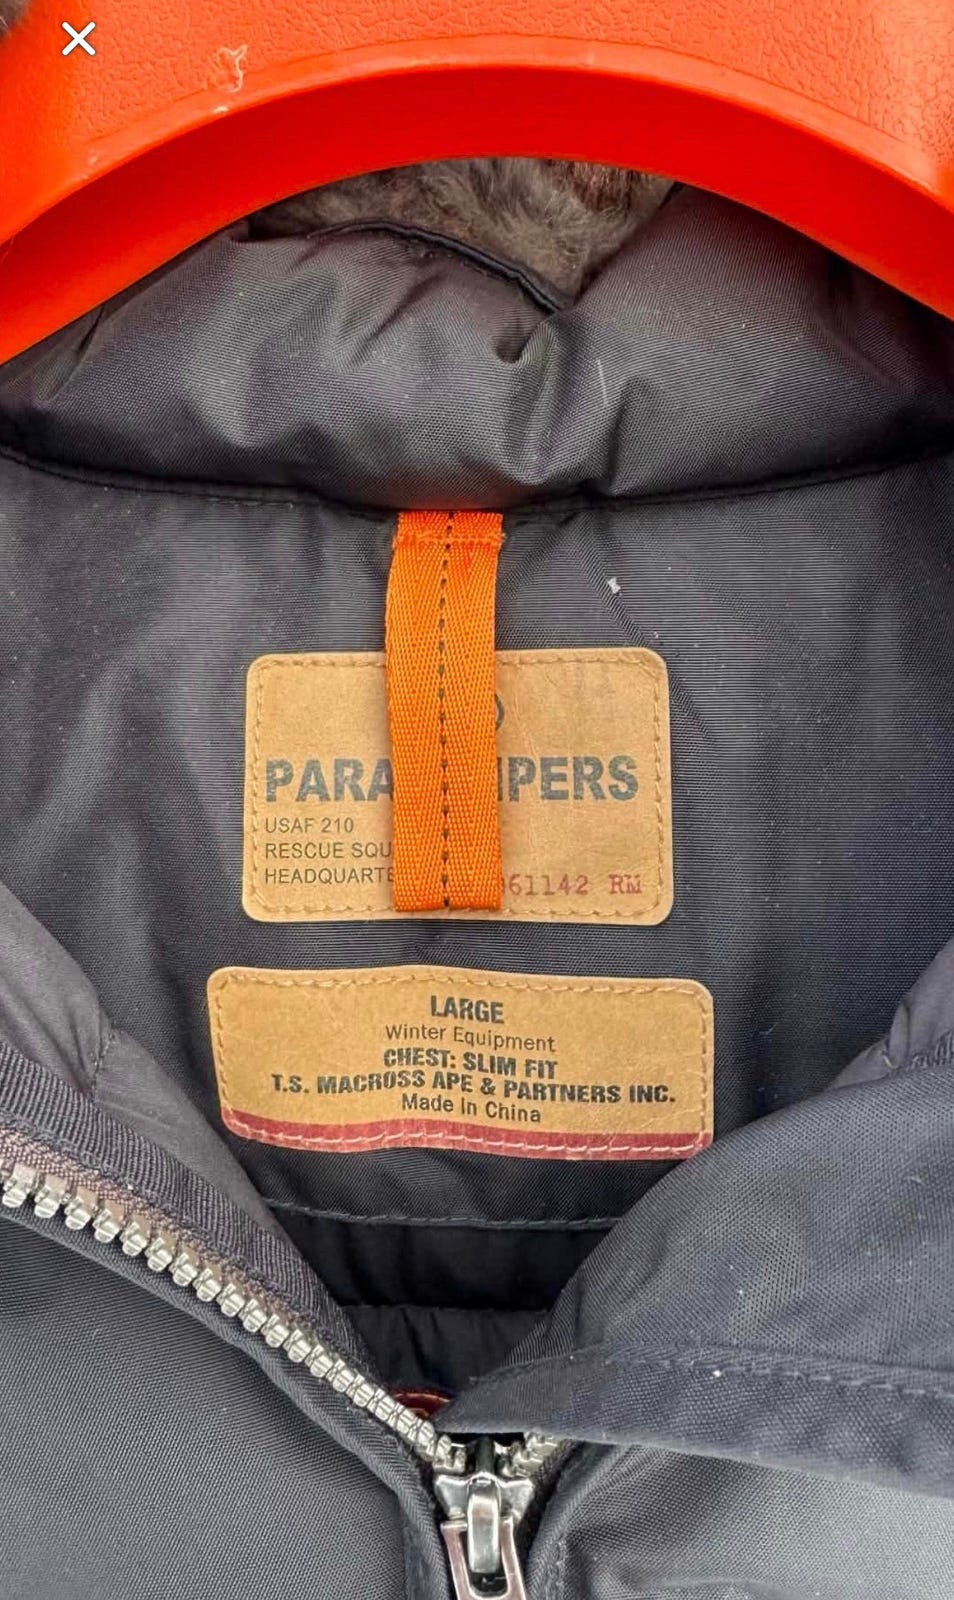 PARA IPERS
USAF 210
RESCUE SQU
HEADQUARTE 61142 RM
LARGE
Winter Equipment
CHEST: SLIM FIT
T.S. MACROSS APE & PARTNERS INC.
Made In China